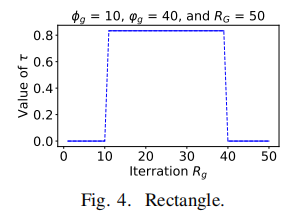 ϕg = 10, φg = 40, and RG = 50
Value of τ
0.8
0.6
0.4
0.2
0.0
0 10 20 30 40 50
Iterration Rg
Fig. 4. Rectangle.